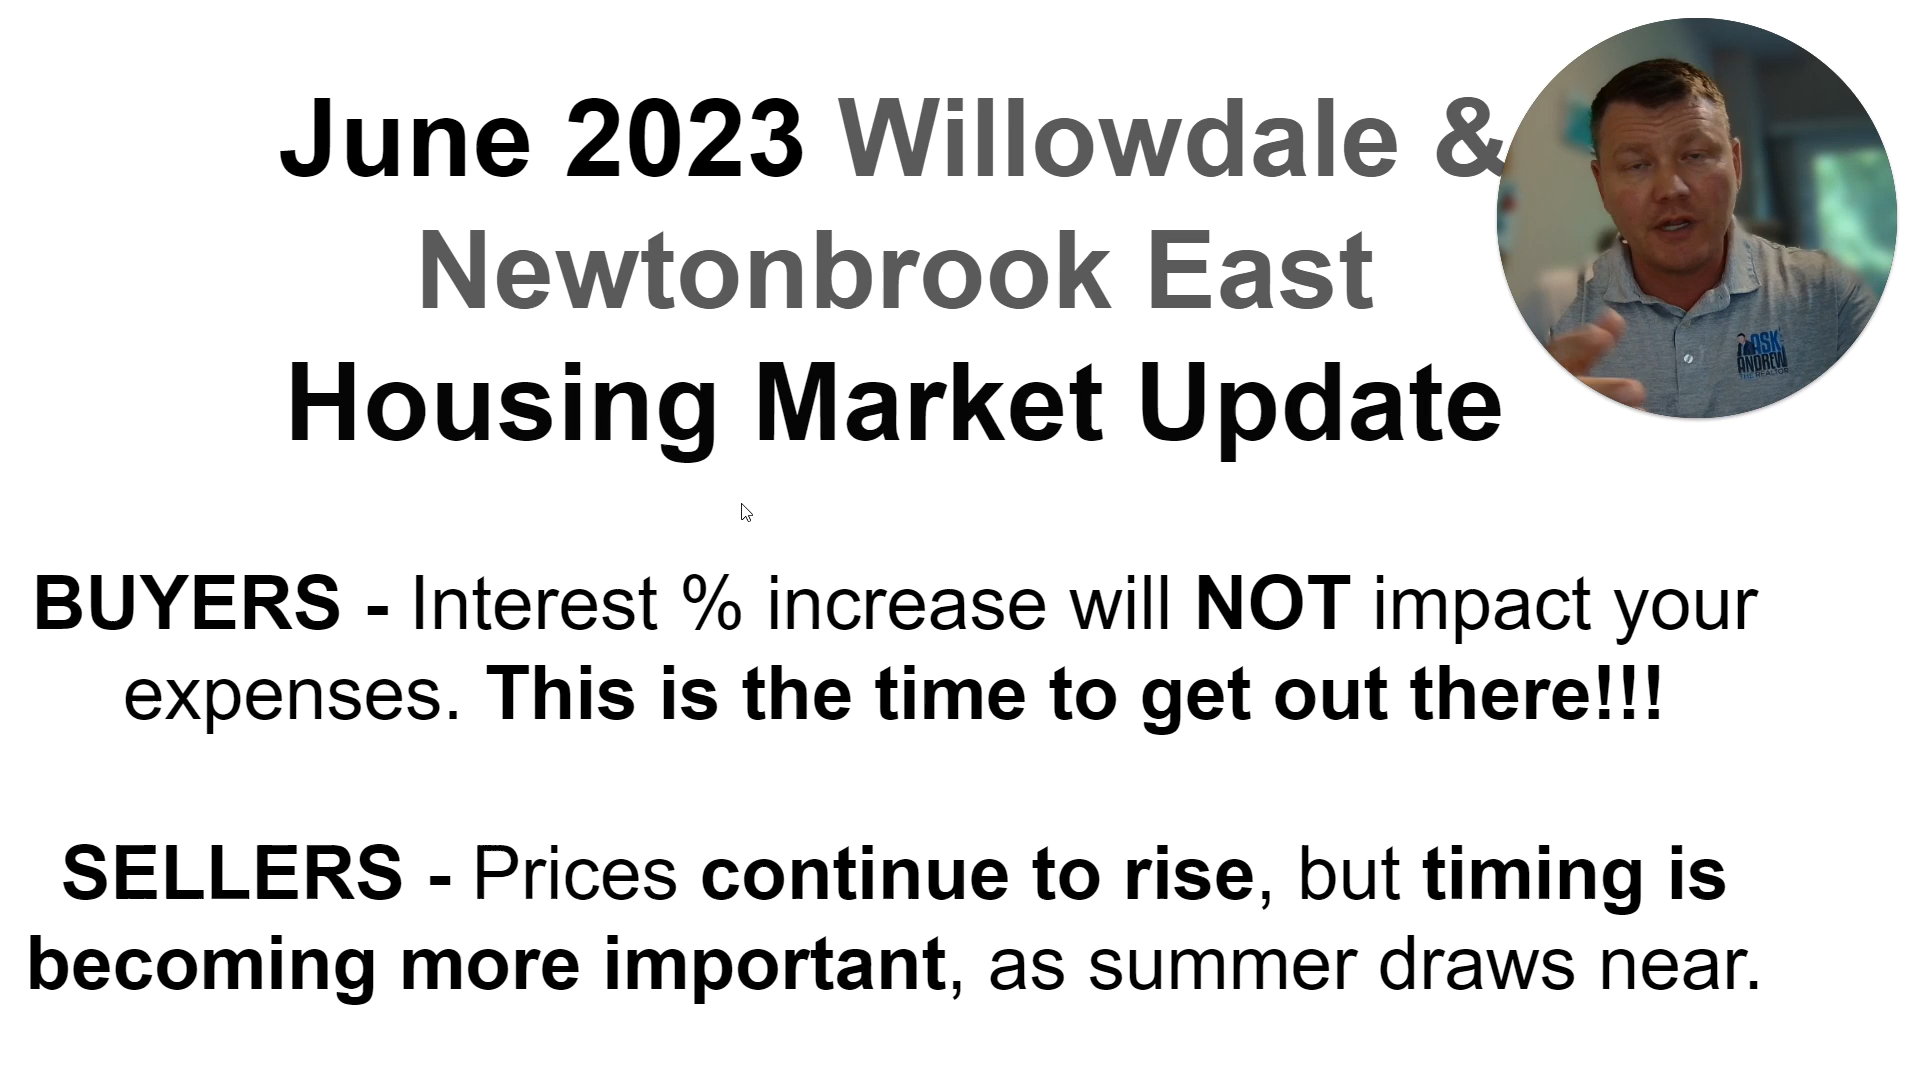 June 2023 Willowdale &
Newtonbrook East
Housing Market Update
BUYERS - Interest % increase will NOT impact your
expenses. This is the time to get out there!!!
SELLERS - Prices continue to rise, but timing is
becoming more important, as summer draws near.
ASK
ANDREW
THE REALTOR